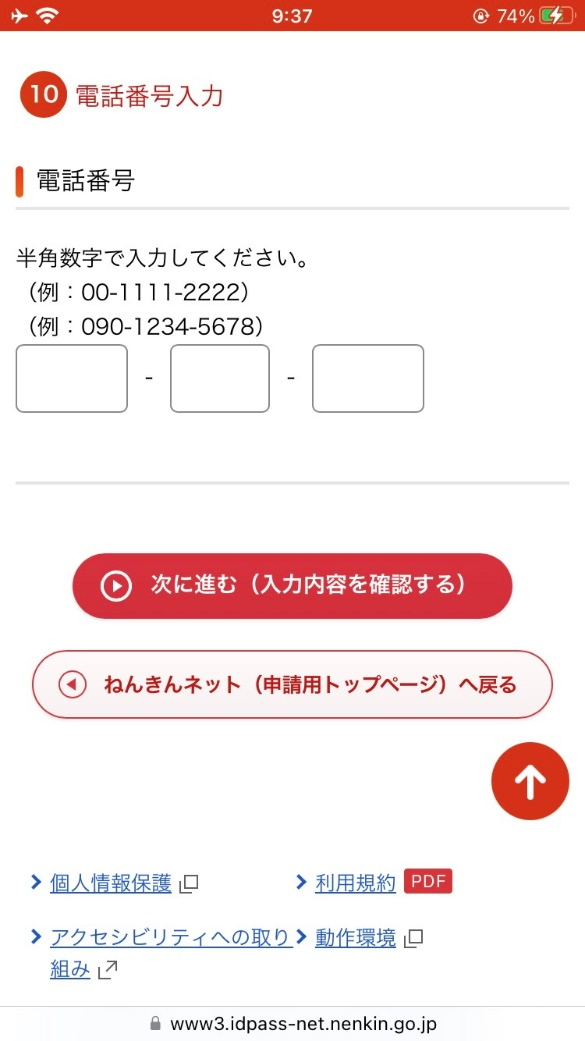 9:37
74%
10 電話番号入力
電話番号
半角数字で入力してください。
（例：00-1111-2222）
（例：090-1234-5678）
- -
次に進む（入力内容を確認する）
ねんきんネット（申請用トップページ）へ戻る
個人情報保護
利用規約 PDF
アクセシビリティへの取り
組み
動作環境
www3.idpass-net.nenkin.go.jp